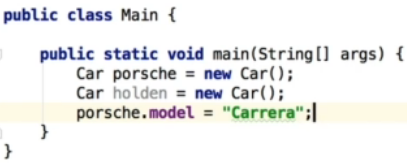 public class Main {
public static void main(String[] args) {
Car porsche = new Car();
Car holden = new Car();
porsche.model = "Carrera";
}
}